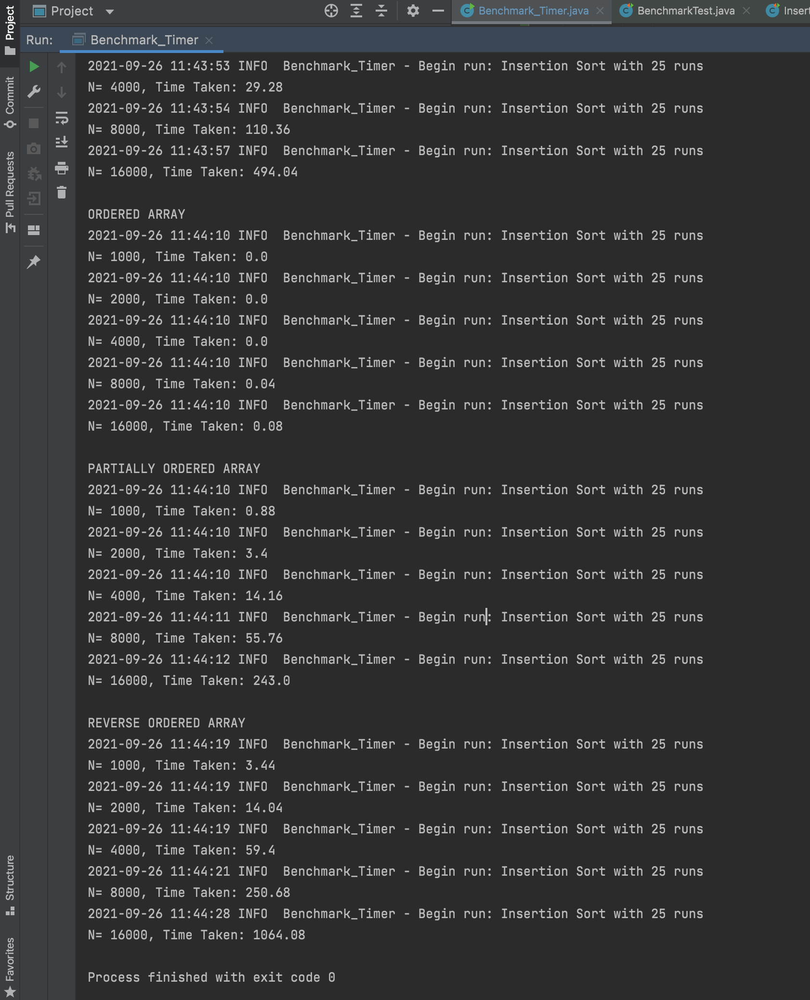 Project
Benchmark_Timer.java
BenchmarkTest.java
Insert
Run:
Benchmark_Timer
Project
Commit
Pull Requests
Structure
Favorites
2021-09-26 11:43:53 INFO  Benchmark_Timer - Begin run: Insertion Sort with 25 runs
N= 4000, Time Taken: 29.28
2021-09-26 11:43:54 INFO  Benchmark_Timer - Begin run: Insertion Sort with 25 runs
N= 8000, Time Taken: 110.36
2021-09-26 11:43:57 INFO  Benchmark_Timer - Begin run: Insertion Sort with 25 runs
N= 16000, Time Taken: 494.04
ORDERED ARRAY
2021-09-26 11:44:10 INFO  Benchmark_Timer - Begin run: Insertion Sort with 25 runs
N= 1000, Time Taken: 0.0
2021-09-26 11:44:10 INFO  Benchmark_Timer - Begin run: Insertion Sort with 25 runs
N= 2000, Time Taken: 0.0
2021-09-26 11:44:10 INFO  Benchmark_Timer - Begin run: Insertion Sort with 25 runs
N= 4000, Time Taken: 0.0
2021-09-26 11:44:10 INFO  Benchmark_Timer - Begin run: Insertion Sort with 25 runs
N= 8000, Time Taken: 0.04
2021-09-26 11:44:10 INFO  Benchmark_Timer - Begin run: Insertion Sort with 25 runs
N= 16000, Time Taken: 0.08
PARTIALLY ORDERED ARRAY
2021-09-26 11:44:10 INFO  Benchmark_Timer - Begin run: Insertion Sort with 25 runs
N= 1000, Time Taken: 0.88
2021-09-26 11:44:10 INFO  Benchmark_Timer - Begin run: Insertion Sort with 25 runs
N= 2000, Time Taken: 3.4
2021-09-26 11:44:10 INFO  Benchmark_Timer - Begin run: Insertion Sort with 25 runs
N= 4000, Time Taken: 14.16
2021-09-26 11:44:11 INFO  Benchmark_Timer - Begin run: Insertion Sort with 25 runs
N= 8000, Time Taken: 55.76
2021-09-26 11:44:12 INFO  Benchmark_Timer - Begin run: Insertion Sort with 25 runs
N= 16000, Time Taken: 243.0
REVERSE ORDERED ARRAY
2021-09-26 11:44:19 INFO  Benchmark_Timer - Begin run: Insertion Sort with 25 runs
N= 1000, Time Taken: 3.44
2021-09-26 11:44:19 INFO  Benchmark_Timer - Begin run: Insertion Sort with 25 runs
N= 2000, Time Taken: 14.04
2021-09-26 11:44:19 INFO  Benchmark_Timer - Begin run: Insertion Sort with 25 runs
N= 4000, Time Taken: 59.4
2021-09-26 11:44:21 INFO  Benchmark_Timer - Begin run: Insertion Sort with 25 runs
N= 8000, Time Taken: 250.68
2021-09-26 11:44:28 INFO  Benchmark_Timer - Begin run: Insertion Sort with 25 runs
N= 16000, Time Taken: 1064.08
Process finished with exit code 0